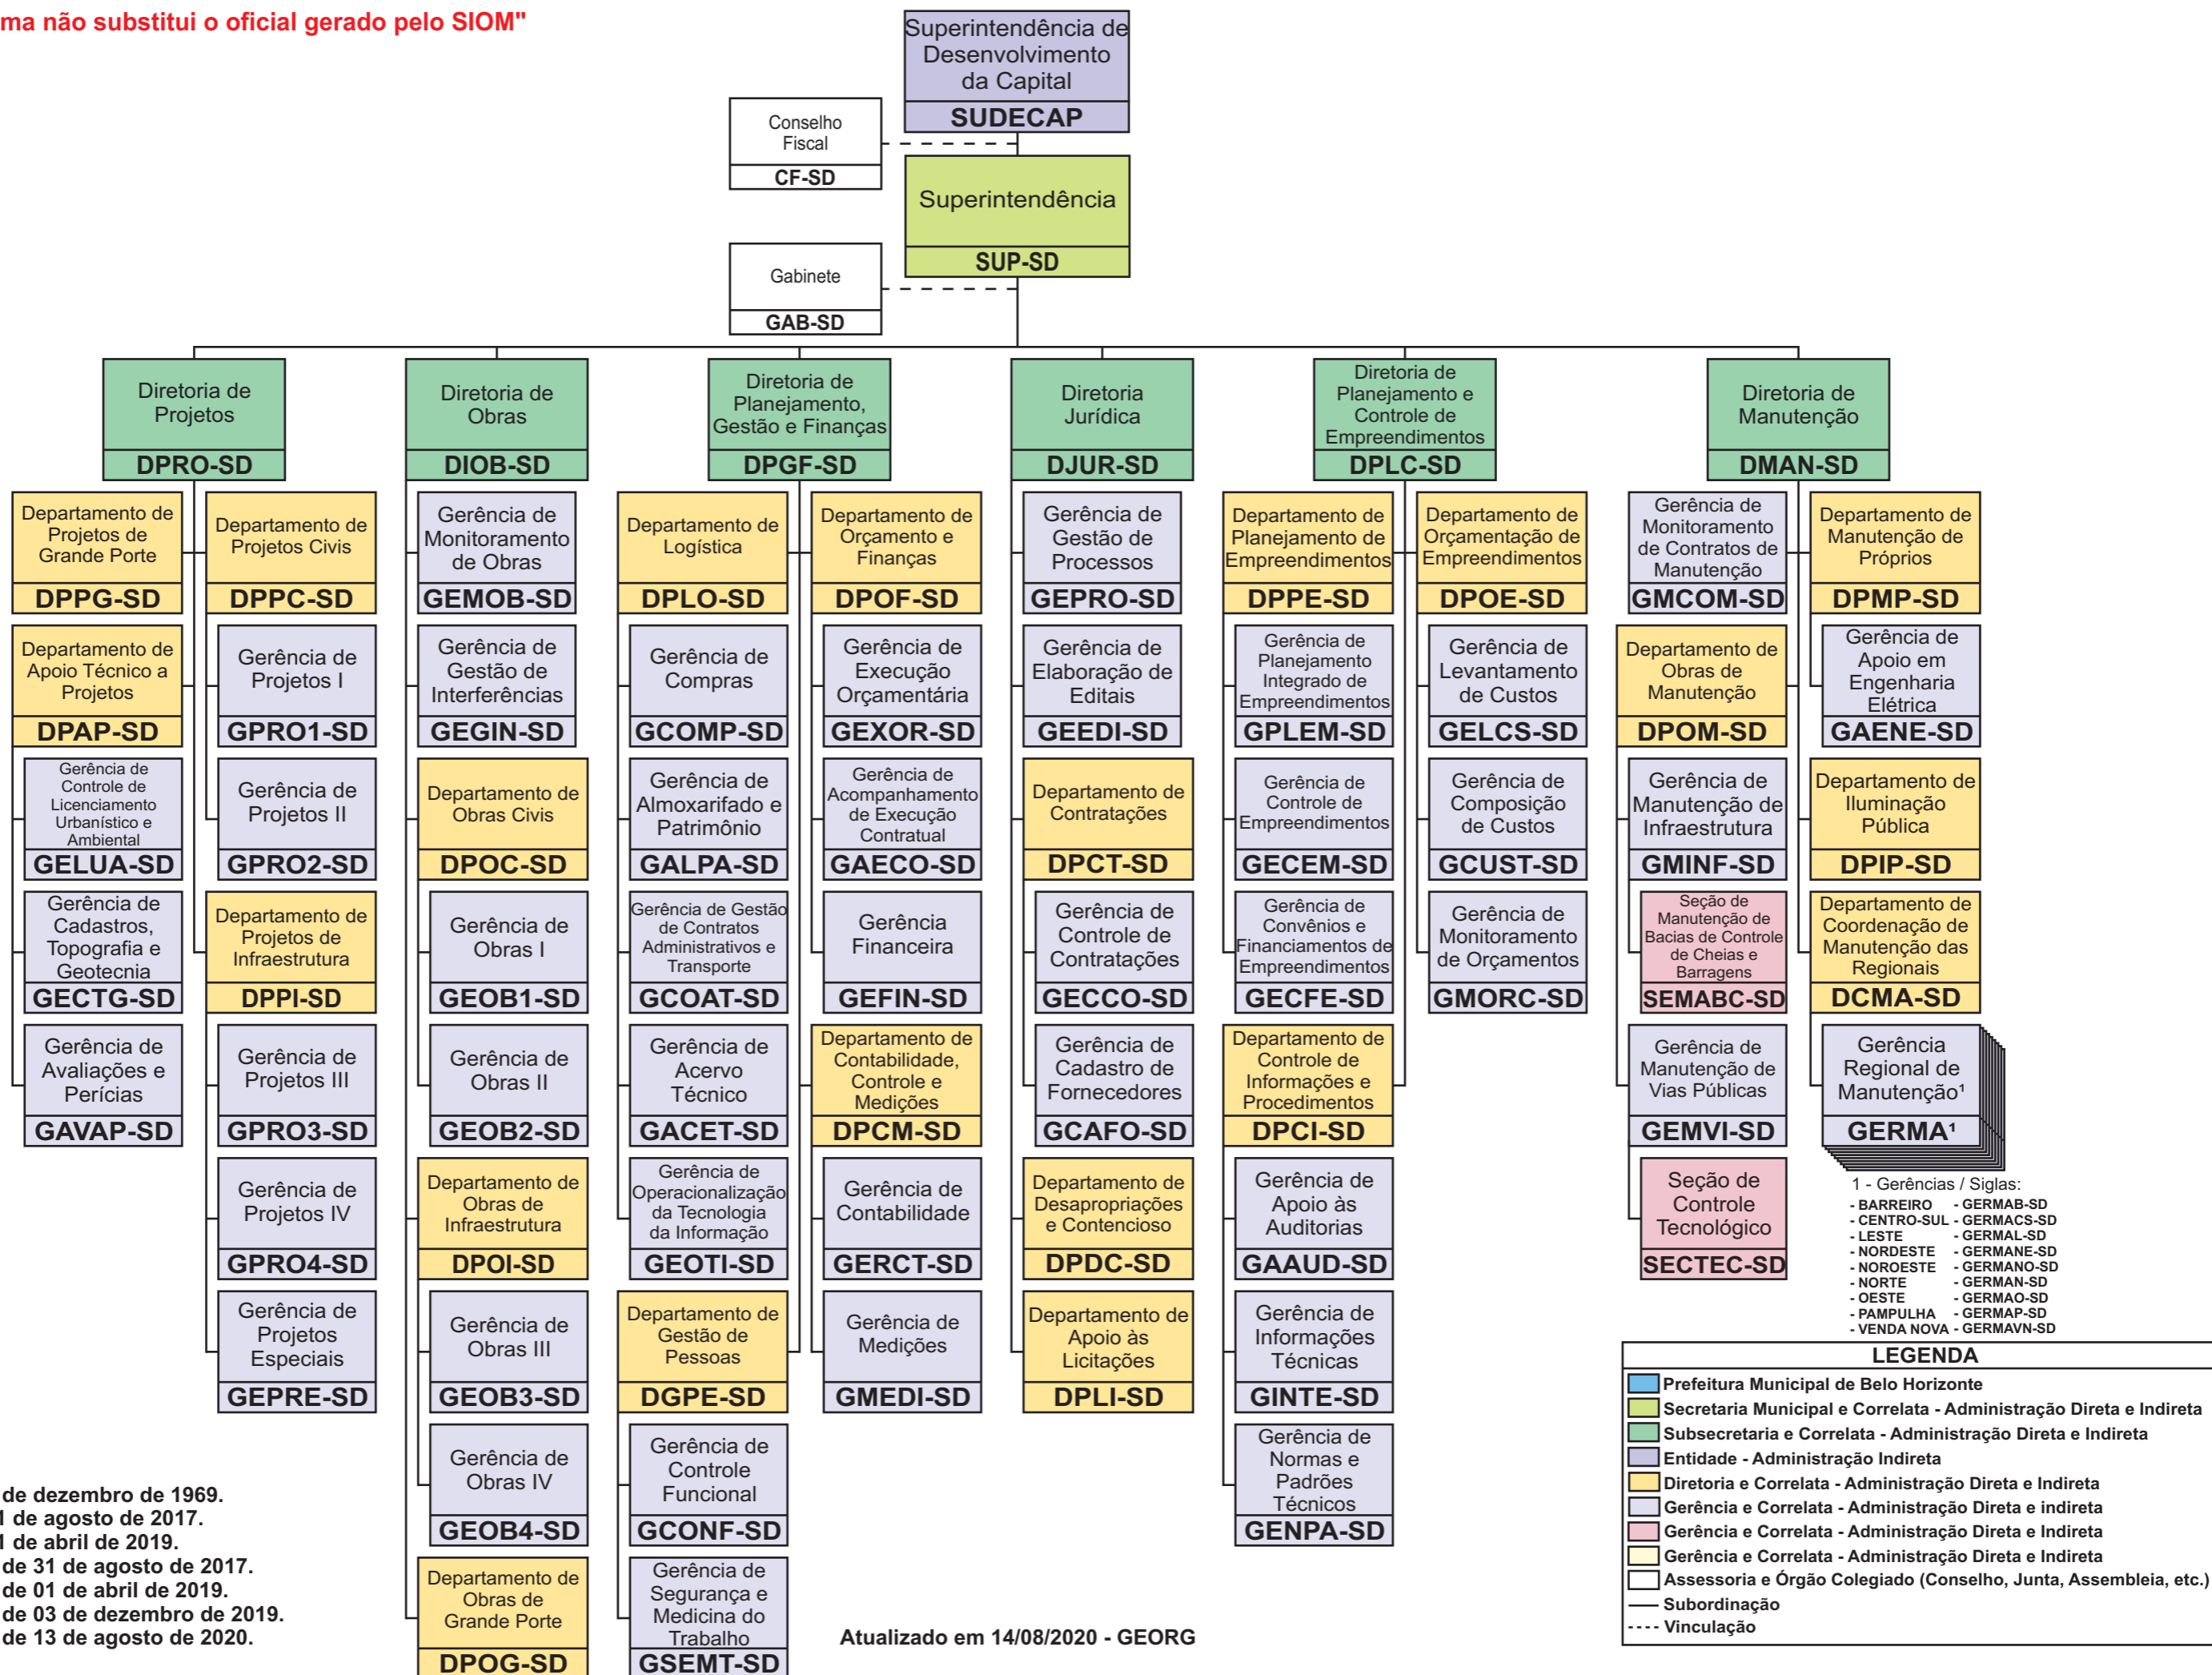 ma não substitui o oficial gerado pelo SIOM"
Superintendência de
Desenvolvimento
da Capital
SUDECAP
Conselho
Fiscal
CF-SD
Superintendência
SUP-SD
Gabinete
GAB-SD
Diretoria de
Projetos
DPRO-SD
Departamento de
Projetos de
Grande Porte
DPPG-SD
Departamento de
Apoio Técnico a
Projetos
DPAP-SD
Gerência de
Controle de
Licenciamento
Urbanístico e
Ambiental
GELUA-SD
Gerência de
Cadastros,
Topografia e
Geotecnia
GECTG-SD
Gerência de
Avaliações e
Perícias
GAVAP-SD
Departamento de
Projetos Civis
DPPC-SD
Gerência de
Projetos I
GPRO1-SD
Gerência de
Projetos II
GPRO2-SD
Departamento de
Projetos de
Infraestrutura
DPPI-SD
Gerência de
Projetos III
GPRO3-SD
Gerência de
Projetos IV
GPRO4-SD
Gerência de
Projetos
Especiais
GEPRE-SD
Diretoria de
Obras
DIOB-SD
Gerência de
Monitoramento
de Obras
GEMOB-SD
Gerência de
Gestão de
Interferências
GEGIN-SD
Departamento de
Obras Civis
DPOC-SD
Gerência de
Obras I
GEOB1-SD
Gerência de
Obras II
GEOB2-SD
Departamento de
Obras de
Infraestrutura
DPOI-SD
Gerência de
Obras III
GEOB3-SD
Gerência de
Obras IV
GEOB4-SD
Departamento de
Obras de
Grande Porte
DPOG-SD
Diretoria de
Planejamento,
Gestão e Finanças
DPGF-SD
Departamento de
Logística
DPLO-SD
Gerência de
Compras
GCOMP-SD
Gerência de
Almoxarifado e
Patrimônio
GALPA-SD
Gerência de Gestão
de Contratos
Administrativos e
Transporte
GCOAT-SD
Gerência de
Acervo
Técnico
GACET-SD
Gerência de
Operacionalização
da Tecnologia
da Informação
GEOTI-SD
Departamento de
Gestão de
Pessoas
DGPE-SD
Gerência de
Controle
Funcional
GCONF-SD
Gerência de
Segurança e
Medicina do
Trabalho
GSEMT-SD
Departamento de
Orçamento e
Finanças
DPOF-SD
Gerência de
Execução
Orçamentária
GEXOR-SD
Gerência de
Acompanhamento
de Execução
Contratual
GAECO-SD
Gerência
Financeira
GEFIN-SD
Departamento de
Contabilidade,
Controle e
Medições
DPCM-SD
Gerência de
Contabilidade
GERCT-SD
Gerência de
Medições
GMEDI-SD
Diretoria
Jurídica
DJUR-SD
Gerência de
Gestão de
Processos
GEPRO-SD
Gerência de
Elaboração de
Editais
GEEDI-SD
Departamento de
Contratações
DPCT-SD
Gerência de
Controle de
Contratações
GECCO-SD
Gerência de
Cadastro de
Fornecedores
GCAFO-SD
Departamento de
Desapropriações
e Contencioso
DPDC-SD
Departamento de
Apoio às
Licitações
DPLI-SD
Diretoria de
Planejamento e
Controle de
Empreendimentos
DPLC-SD
Departamento de
Planejamento de
Empreendimentos
DPPE-SD
Gerência de
Planejamento
Integrado de
Empreendimentos
GPLEM-SD
Gerência de
Controle de
Empreendimentos
GECEM-SD
Gerência de
Convênios e
Financiamentos de
Empreendimentos
GECFE-SD
Departamento de
Controle de
Informações e
Procedimentos
DPCI-SD
Gerência de
Apoio às
Auditorias
GAAUD-SD
Gerência de
Informações
Técnicas
GINTE-SD
Gerência de
Normas e
Padrões
Técnicos
GENPA-SD
Departamento de
Orçamentação de
Empreendimentos
DPOE-SD
Gerência de
Levantamento
de Custos
GELCS-SD
Gerência de
Composição
de Custos
GCUST-SD
Gerência de
Monitoramento
de Orçamentos
GMORC-SD
Diretoria de
Manutenção
DMAN-SD
Gerência de
Monitoramento
de Contratos de
Manutenção
GMCOM-SD
Departamento de
Obras de
Manutenção
DPOM-SD
Gerência de
Manutenção de
Infraestrutura
GMINF-SD
Seção de
Manutenção de
Bacias de Controle
de Cheias e
Barragens
SEMABC-SD
Gerência de
Manutenção de
Vias Públicas
GEMVI-SD
Seção de
Controle
Tecnológico
SECTEC-SD
Departamento de
Manutenção de
Próprios
DPMP-SD
Gerência de
Apoio em
Engenharia
Elétrica
GAENE-SD
Departamento de
Iluminação
Pública
DPIP-SD
Departamento de
Coordenação de
Manutenção das
Regionais
DCMA-SD
Gerência
Regional de
Manutenção¹
GERMA¹
1 - Gerências / Siglas:
- BARREIRO - GERMAB-SD
- CENTRO-SUL - GERMACS-SD
- LESTE - GERMAL-SD
- NORDESTE - GERMANE-SD
- NOROESTE - GERMANO-SD
- NORTE - GERMAN-SD
- OESTE - GERMAO-SD
- PAMPULHA - GERMAP-SD
- VENDA NOVA - GERMAVN-SD
LEGENDA
Prefeitura Municipal de Belo Horizonte
Secretaria Municipal e Correlata - Administração Direta e Indireta
Subsecretaria e Correlata - Administração Direta e Indireta
Entidade - Administração Indireta
Diretoria e Correlata - Administração Direta e Indireta
Gerência e Correlata - Administração Direta e indireta
Gerência e Correlata - Administração Direta e Indireta
Gerência e Correlata - Administração Direta e Indireta
Assessoria e Órgão Colegiado (Conselho, Junta, Assembleia, etc.)
Subordinação
Vinculação
de dezembro de 1969.
1 de agosto de 2017.
1 de abril de 2019.
de 31 de agosto de 2017.
de 01 de abril de 2019.
de 03 de dezembro de 2019.
de 13 de agosto de 2020.
Atualizado em 14/08/2020 - GEORG